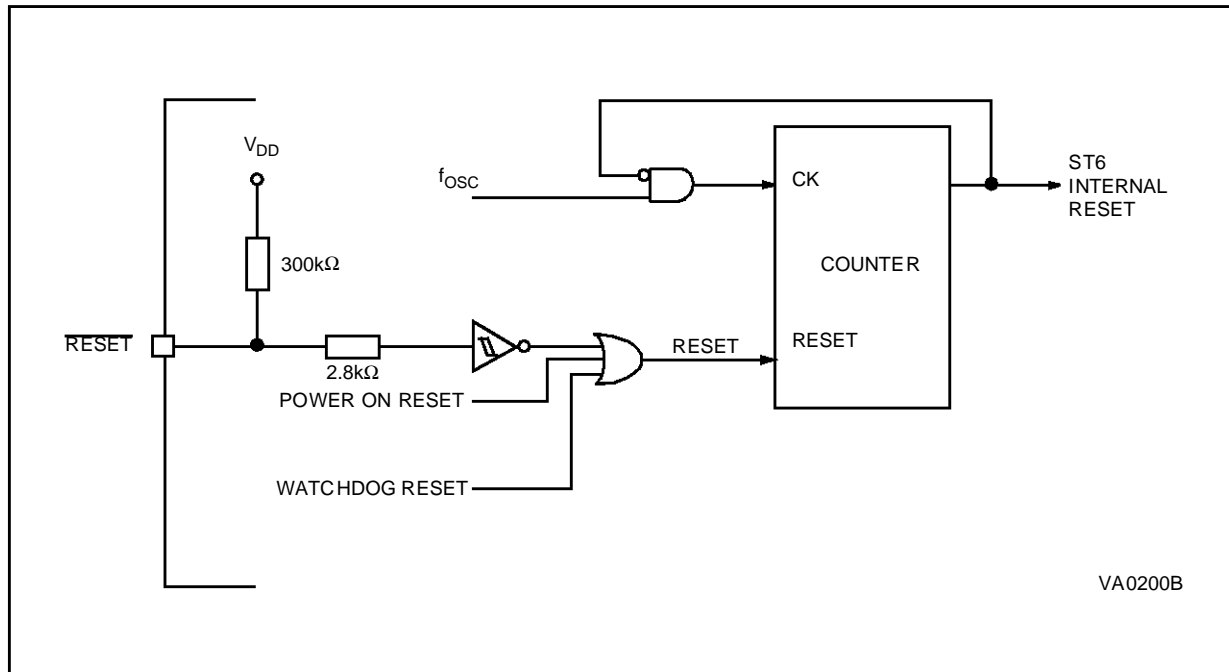 V_DD
300kΩ
RESET
2.8kΩ
POWER ON RESET
WATCHDOG RESET
f_OSC
RESET
CK
COUNTER
RESET
ST6
INTERNAL
RESET
VA0200B